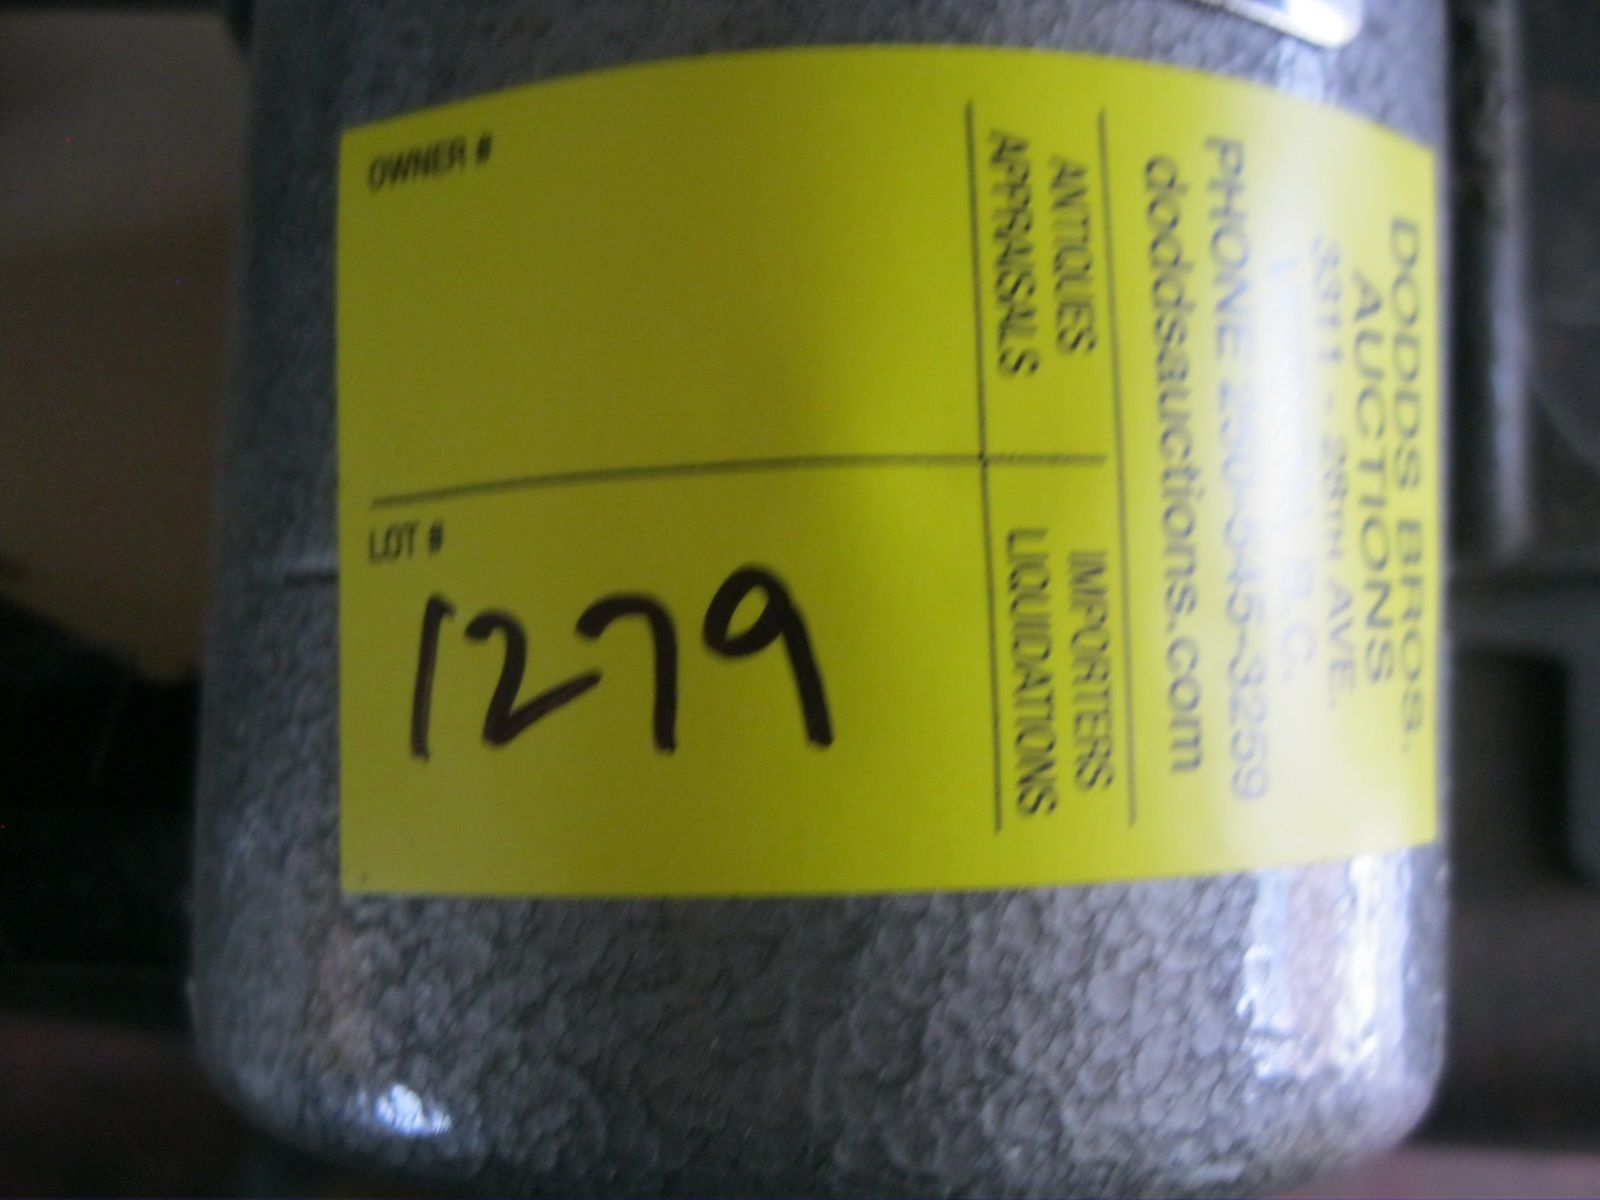 DODDS BROS.
AUCTIONS
3311 - 28TH AVE.
VERNON, B.C.
PHONE 250-545-3259
doddsauctions.com
ANTIQUES
APPRAISALS
IMPORTERS
LIQUIDATIONS
OWNER #
LOT #
1279